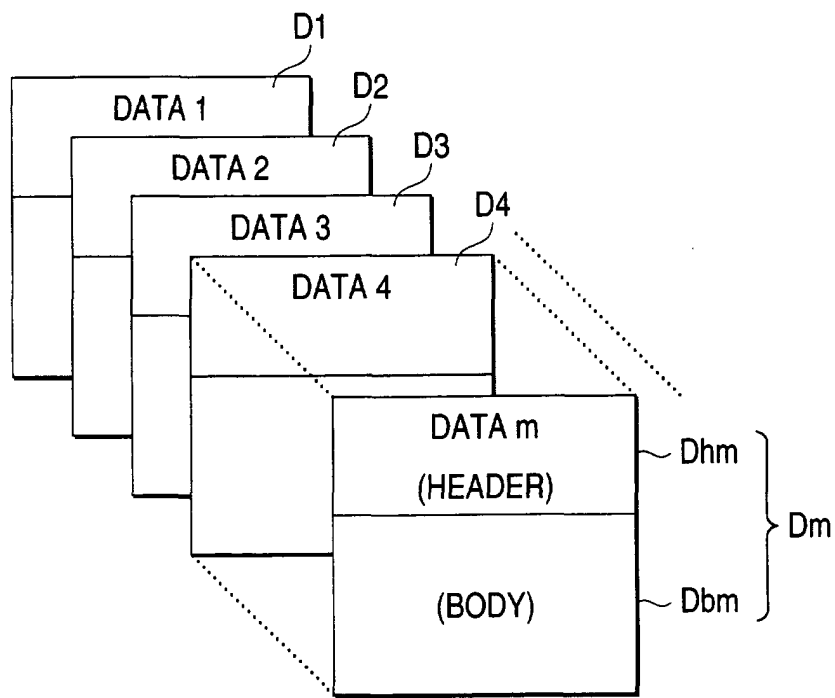 D1
DATA 1
D2
DATA 2
D3
DATA 3
D4
DATA 4
DATA m
(HEADER)
Dhm
Dm
(BODY)
Dbm